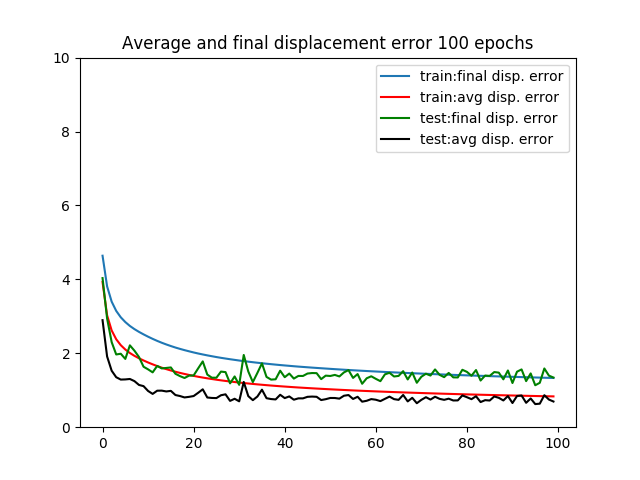 Average and final displacement error 100 epochs
train:final disp. error
train:avg disp. error
test:final disp. error
test:avg disp. error
10
8
6
4
2
0
0 20 40 60 80 100